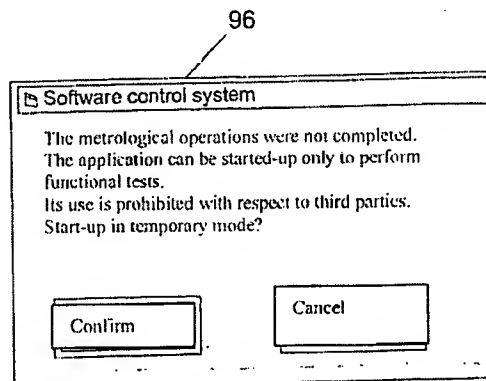 96
Software control system
The metrological operations were not completed.
The application can be started-up only to perform
functional tests.
Its use is prohibited with respect to third parties.
Start-up in temporary mode?
Confirm
Cancel